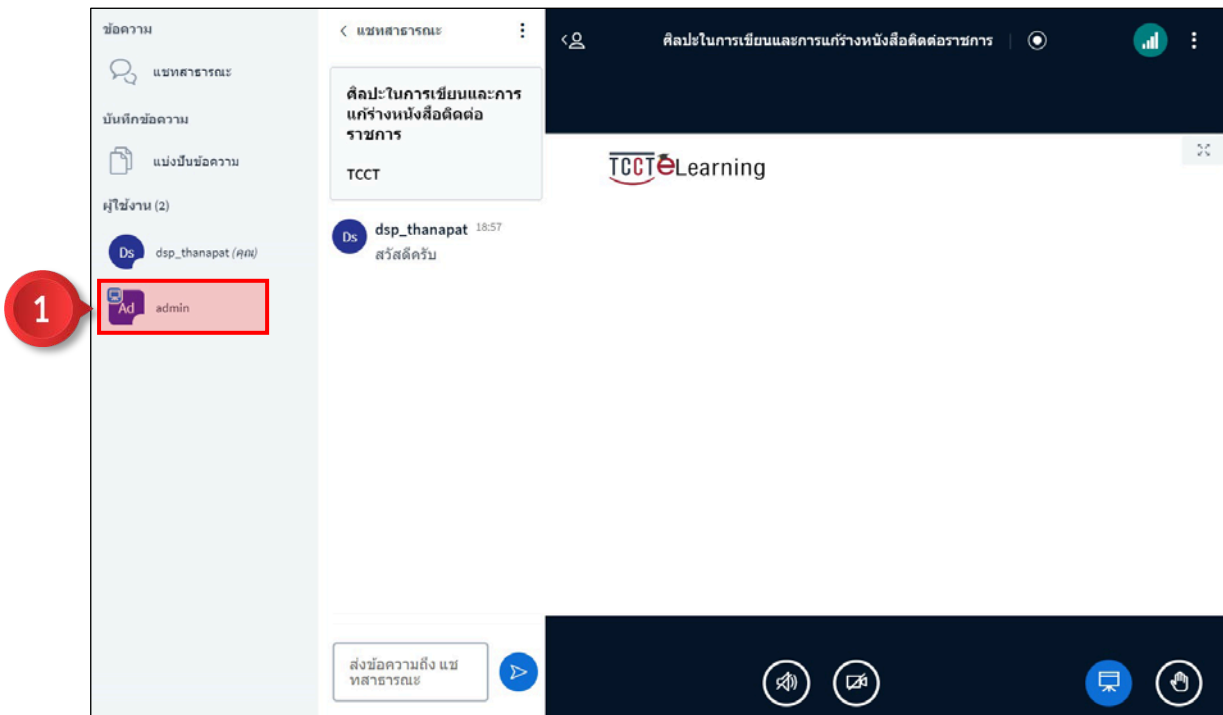 ข้อความ
แชทสาธารณะ
บันทึกข้อความ
แบ่งปันข้อความ
ผู้ใช้งาน (2)
Ds dsp_thanapat (คุณ)
1
Ad admin
แชทสาธารณะ
ศิลปะในการเขียนและการ
แก้ร่างหนังสือติดต่อ
ราชการ
TCCT
Ds dsp_thanapat 18:57
สวัสดีครับ
ส่งข้อความถึง แช
ทสาธารณะ
ศิลปะในการเขียนและการแก้ร่างหนังสือติดต่อราชการ
TCCT eLearning